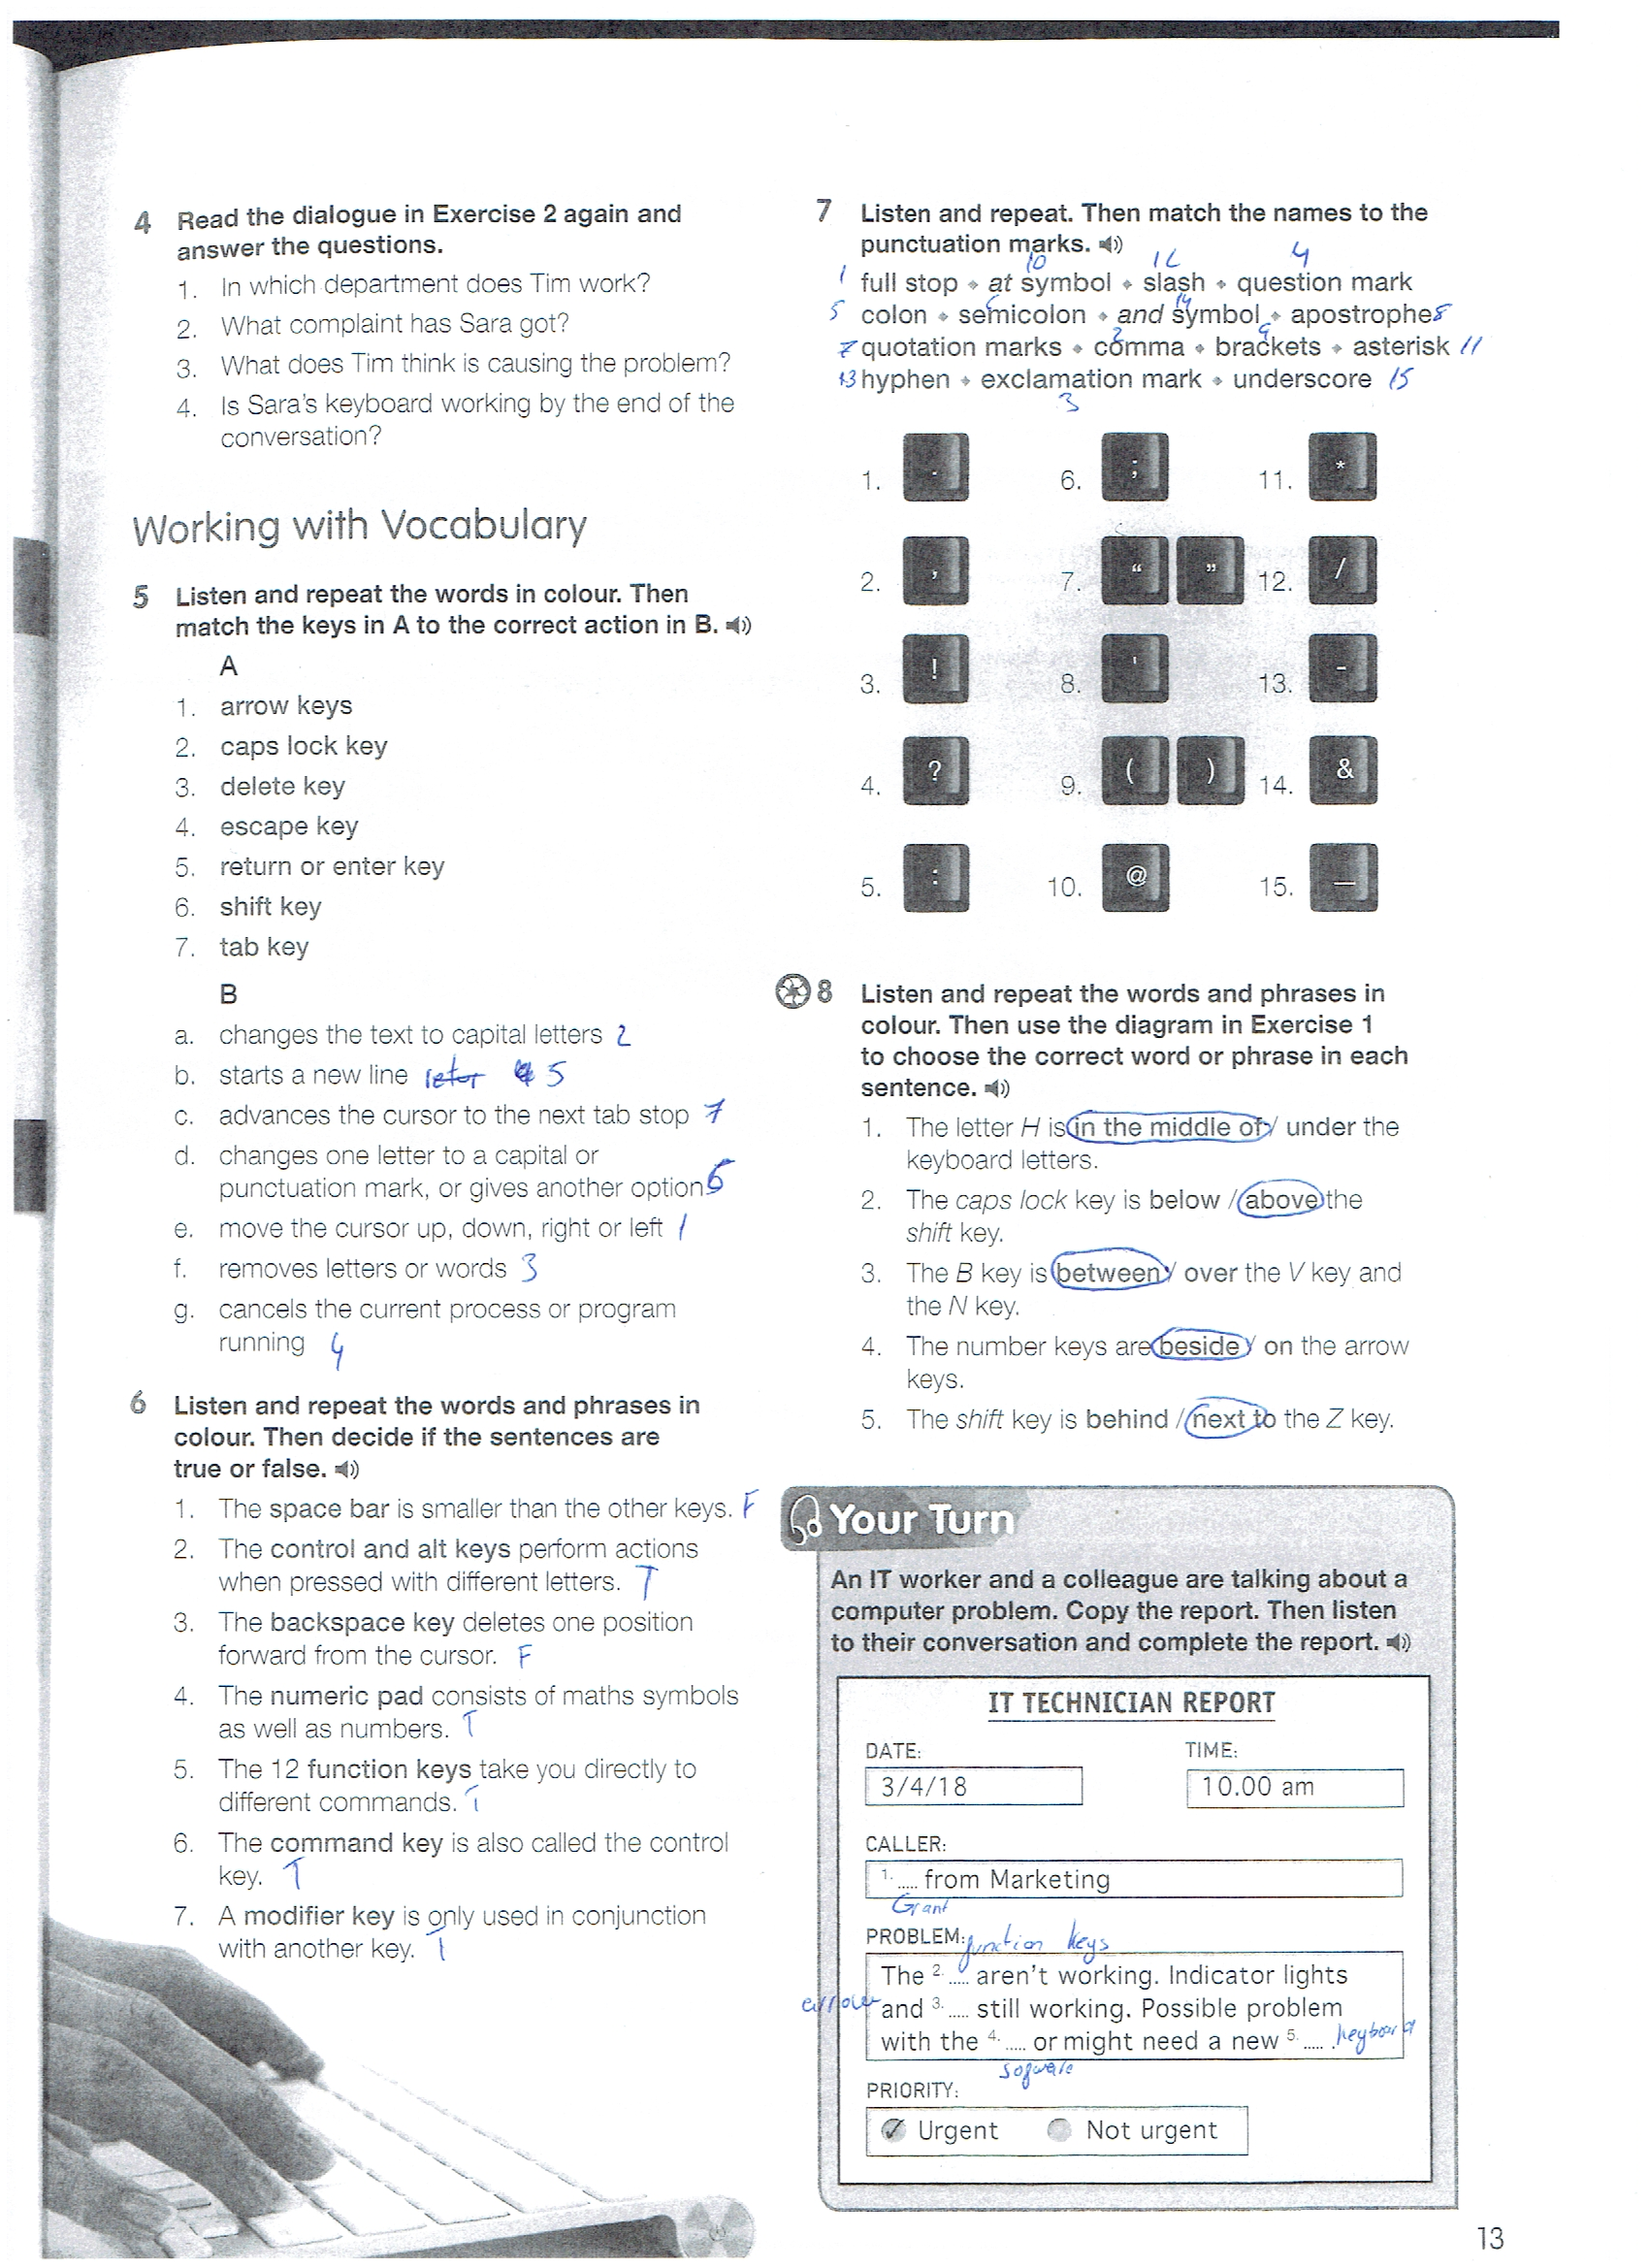 4 Read the dialogue in Exercise 2 again and
answer the questions.
1. In which department does Tim work?
2. What complaint has Sara got?
3. What does Tim think is causing the problem?
4. Is Sara's keyboard working by the end of the
conversation?
Working with Vocabulary
5 Listen and repeat the words in colour. Then
match the keys in A to the correct action in B.
A
1. arrow keys
2. caps lock key
3. delete key
4. escape key
5. return or enter key
6. shift key
7. tab key
B
a. changes the text to capital letters 2
b. starts a new line 5
c. advances the cursor to the next tab stop 7
d. changes one letter to a capital or
punctuation mark, or gives another option 6
e. move the cursor up, down, right or left 1
f. removes letters or words 3
g. cancels the current process or program
running 4
6 Listen and repeat the words and phrases in
colour. Then decide if the sentences are
true or false.
1. The space bar is smaller than the other keys. F
2. The control and alt keys perform actions
when pressed with different letters. T
3. The backspace key deletes one position
forward from the cursor. F
4. The numeric pad consists of maths symbols
as well as numbers. T
5. The 12 function keys take you directly to
different commands. T
6. The command key is also called the control
key. T
7. A modifier key is only used in conjunction
with another key. T
7 Listen and repeat. Then match the names to the
punctuation marks.
10 12 4
1 full stop • at symbol • slash • question mark
6 14
5 colon • semicolon • and symbol • apostrophe 8
2 9
7 quotation marks • comma • brackets • asterisk 11
13 hyphen • exclamation mark • underscore 15
3
1. . 6. ; 11. *
2. , 7. “ ” 12. /
3. ! 8. ' 13. -
4. ? 9. ( ) 14. &
5. : 10. @ 15. _
8 Listen and repeat the words and phrases in
colour. Then use the diagram in Exercise 1
to choose the correct word or phrase in each
sentence.
1. The letter H is in the middle of / under the
keyboard letters.
2. The caps lock key is below / above the
shift key.
3. The B key is between / over the V key and
the N key.
4. The number keys are beside / on the arrow
keys.
5. The shift key is behind / next to the Z key.
Your Turn
An IT worker and a colleague are talking about a
computer problem. Copy the report. Then listen
to their conversation and complete the report.
IT TECHNICIAN REPORT
DATE: TIME:
3/4/18 10.00 am
CALLER:
1. ..... from Marketing
Grant
PROBLEM: function keys
The 2. ..... aren't working. Indicator lights
and 3. ..... still working. Possible problem
with the 4. ..... or might need a new 5. ..... . keyboard
PRIORITY:
✓ Urgent Not urgent
13